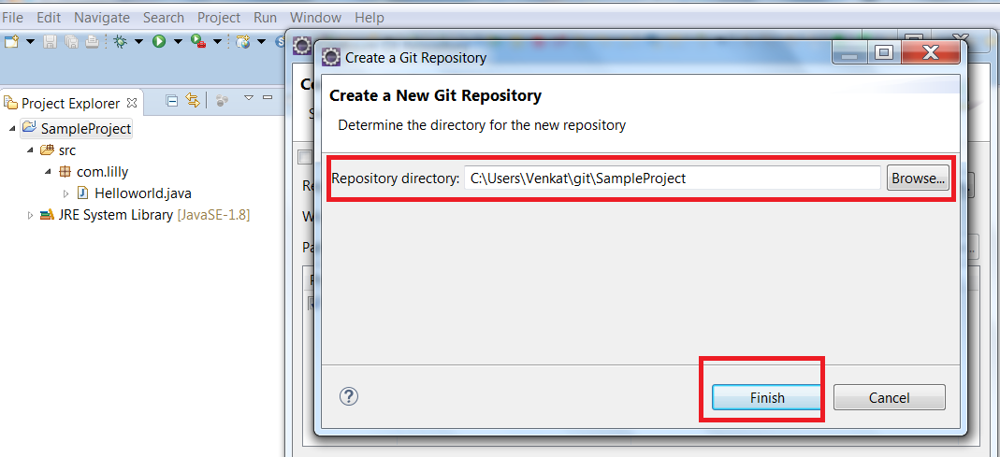 File Edit Navigate Search Project Run Window Help
Create a Git Repository
Create a New Git Repository
Determine the directory for the new repository
Project Explorer
SampleProject
src
com.lilly
Helloworld.java
JRE System Library [JavaSE-1.8]
Repository directory: C:\Users\Venkat\git\SampleProject Browse...
Finish Cancel